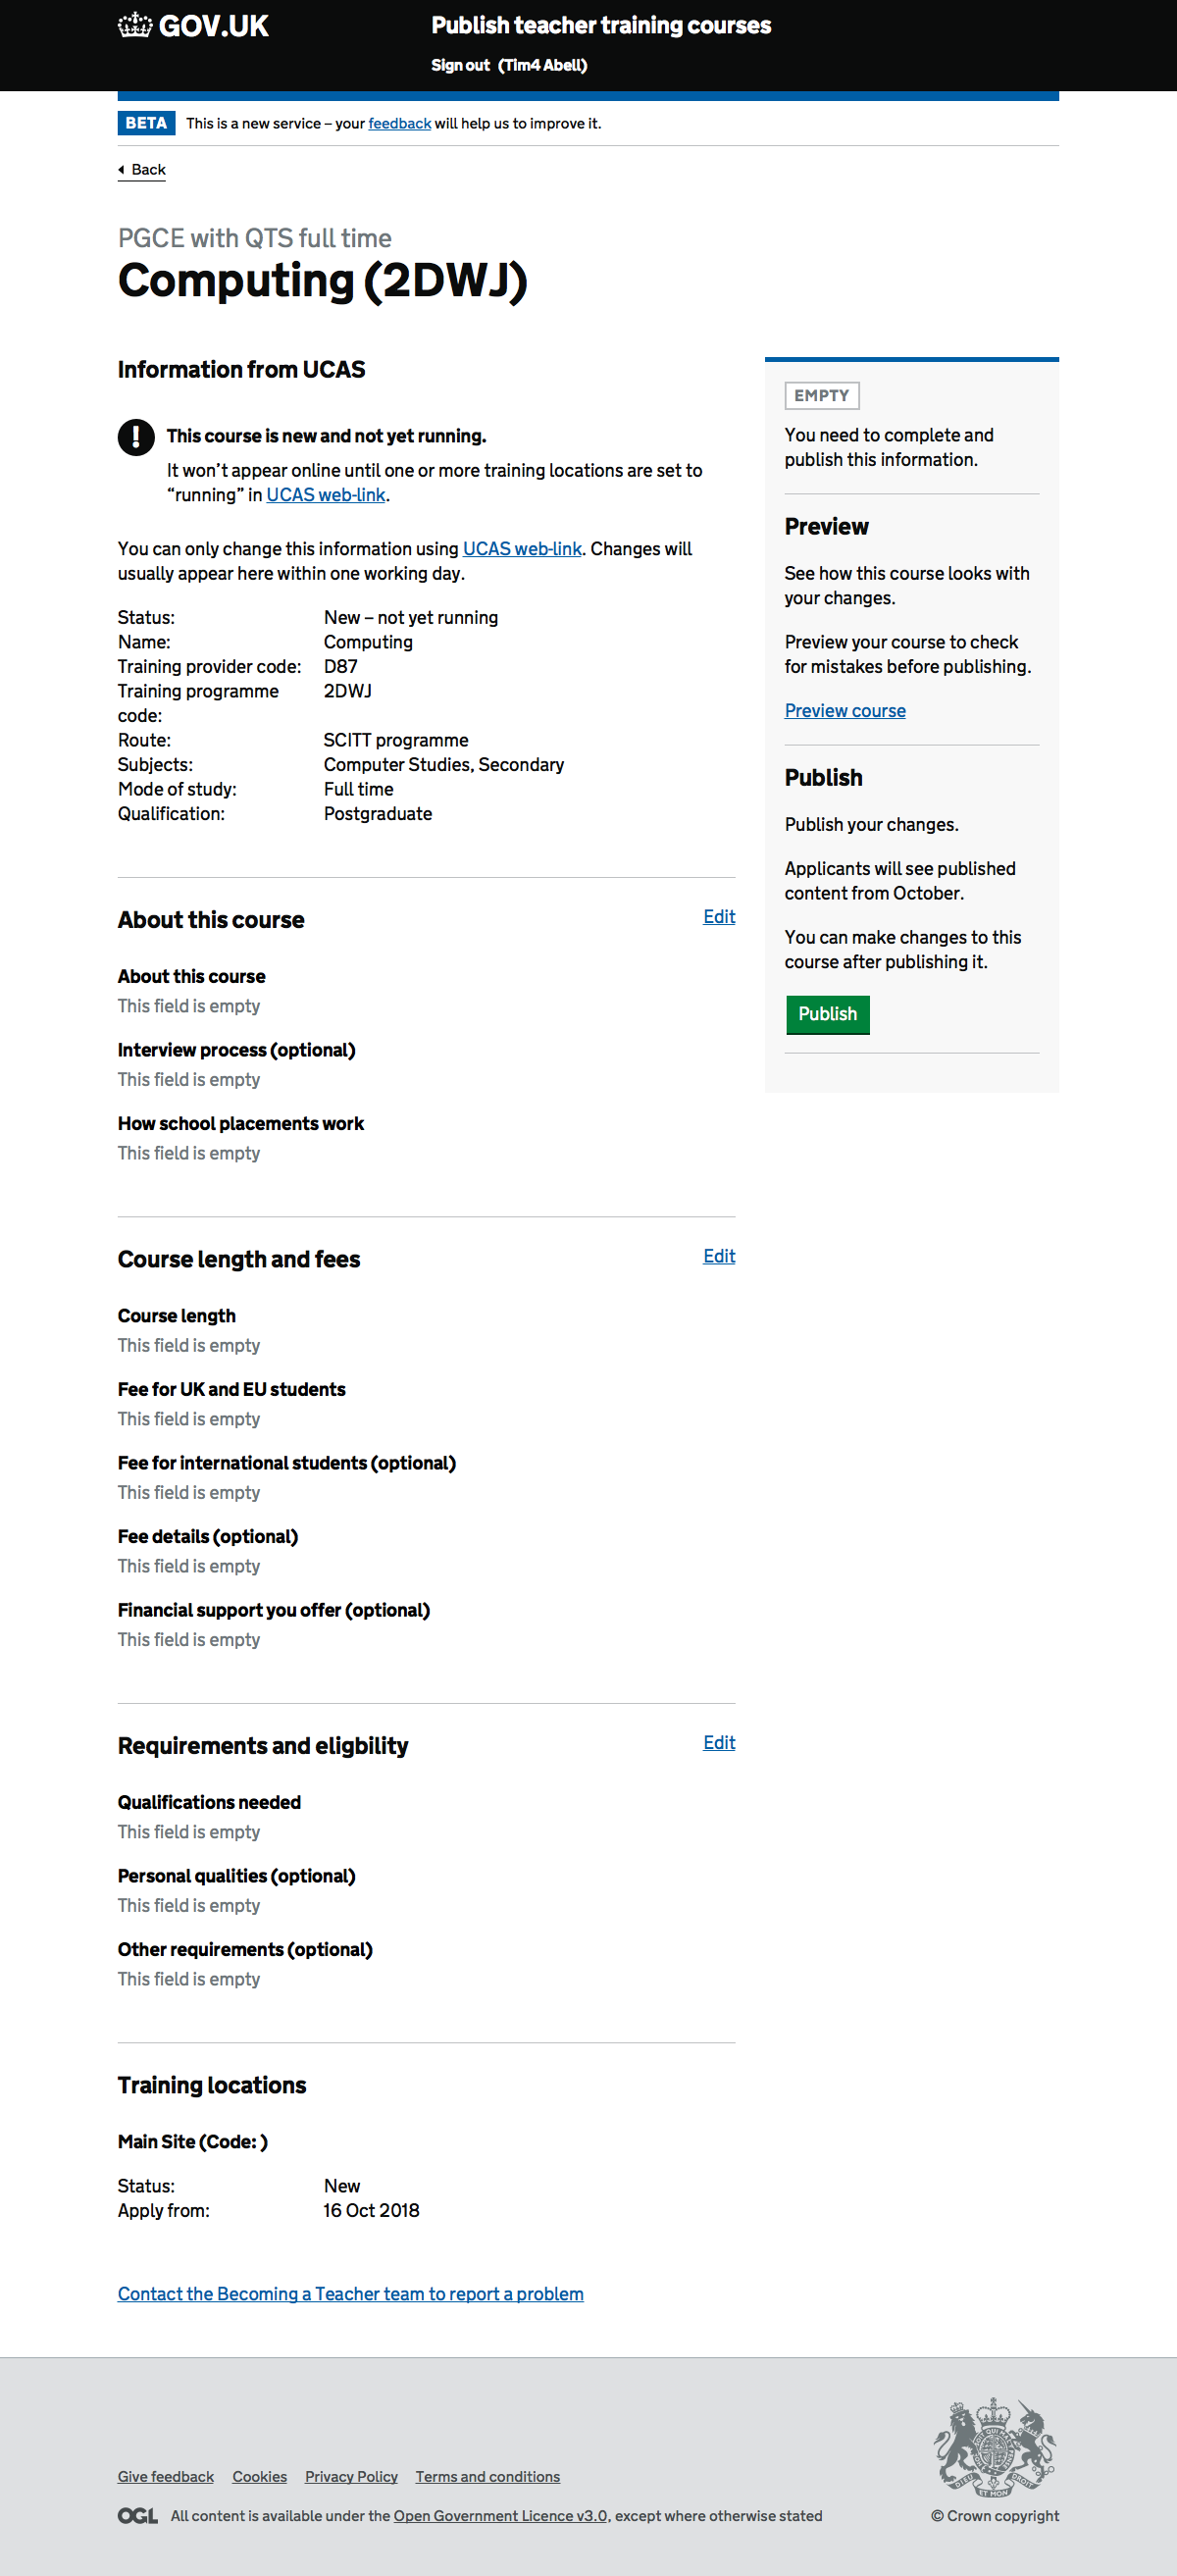 GOV.UK
Publish teacher training courses
Sign out (Tim4 Abell)
BETA This is a new service – your feedback will help us to improve it.
Back
PGCE with QTS full time
Computing (2DWJ)
Information from UCAS
! This course is new and not yet running.
It won’t appear online until one or more training locations are set to
“running” in UCAS web-link.
You can only change this information using UCAS web-link. Changes will
usually appear here within one working day.
Status: New – not yet running
Name: Computing
Training provider code: D87
Training programme 2DWJ
code:
Route: SCITT programme
Subjects: Computer Studies, Secondary
Mode of study: Full time
Qualification: Postgraduate
EMPTY
You need to complete and
publish this information.
Preview
See how this course looks with
your changes.
Preview your course to check
for mistakes before publishing.
Preview course
Publish
Publish your changes.
Applicants will see published
content from October.
You can make changes to this
course after publishing it.
Publish
About this course Edit
About this course
This field is empty
Interview process (optional)
This field is empty
How school placements work
This field is empty
Course length and fees Edit
Course length
This field is empty
Fee for UK and EU students
This field is empty
Fee for international students (optional)
This field is empty
Fee details (optional)
This field is empty
Financial support you offer (optional)
This field is empty
Requirements and eligbility Edit
Qualifications needed
This field is empty
Personal qualities (optional)
This field is empty
Other requirements (optional)
This field is empty
Training locations
Main Site (Code: )
Status: New
Apply from: 16 Oct 2018
Contact the Becoming a Teacher team to report a problem
Give feedback Cookies Privacy Policy Terms and conditions
OGL All content is available under the Open Government Licence v3.0, except where otherwise stated
DIEU ET MON DROIT
© Crown copyright